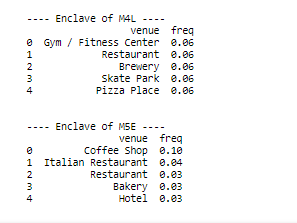 ---- Enclave of M4L ----
venue freq
0 Gym / Fitness Center 0.06
1 Restaurant 0.06
2 Brewery 0.06
3 Skate Park 0.06
4 Pizza Place 0.06
---- Enclave of M5E ----
venue freq
0 Coffee Shop 0.10
1 Italian Restaurant 0.04
2 Restaurant 0.03
3 Bakery 0.03
4 Hotel 0.03